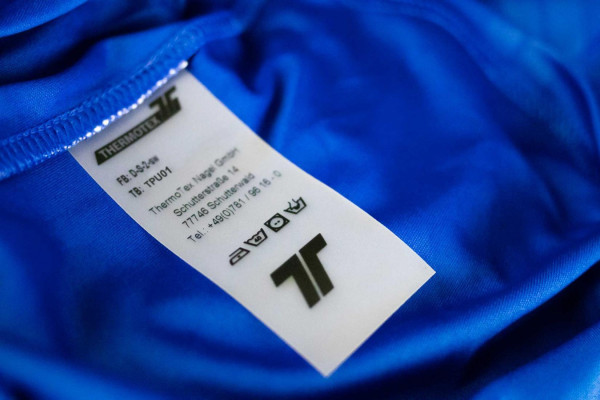 THERMOTEX
FB: D-S-2-sw
TB: TPU01
ThermoTex Nagel GmbH
Schutterstraße 14
77746 Schutterwald
Tel.: +49(0)781 / 96 18 - 0